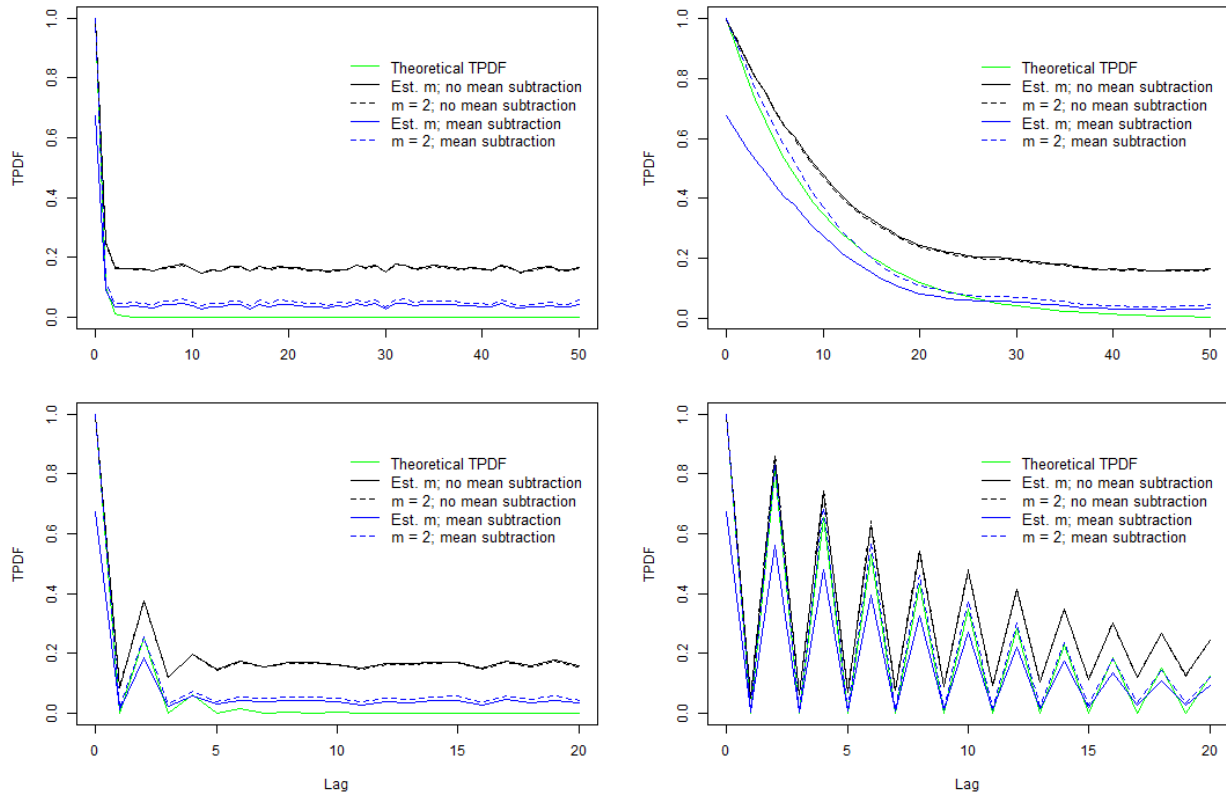 TPDF
1.0
0.8
0.6
0.4
0.2
0.0
Theoretical TPDF
Est. m; no mean subtraction
m = 2; no mean subtraction
Est. m; mean subtraction
m = 2; mean subtraction
0 10 20 30 40 50
TPDF
1.0
0.8
0.6
0.4
0.2
0.0
Theoretical TPDF
Est. m; no mean subtraction
m = 2; no mean subtraction
Est. m; mean subtraction
m = 2; mean subtraction
0 10 20 30 40 50
TPDF
1.0
0.8
0.6
0.4
0.2
0.0
Theoretical TPDF
Est. m; no mean subtraction
m = 2; no mean subtraction
Est. m; mean subtraction
m = 2; mean subtraction
0 5 10 15 20
Lag
TPDF
1.0
0.8
0.6
0.4
0.2
0.0
Theoretical TPDF
Est. m; no mean subtraction
m = 2; no mean subtraction
Est. m; mean subtraction
m = 2; mean subtraction
0 5 10 15 20
Lag